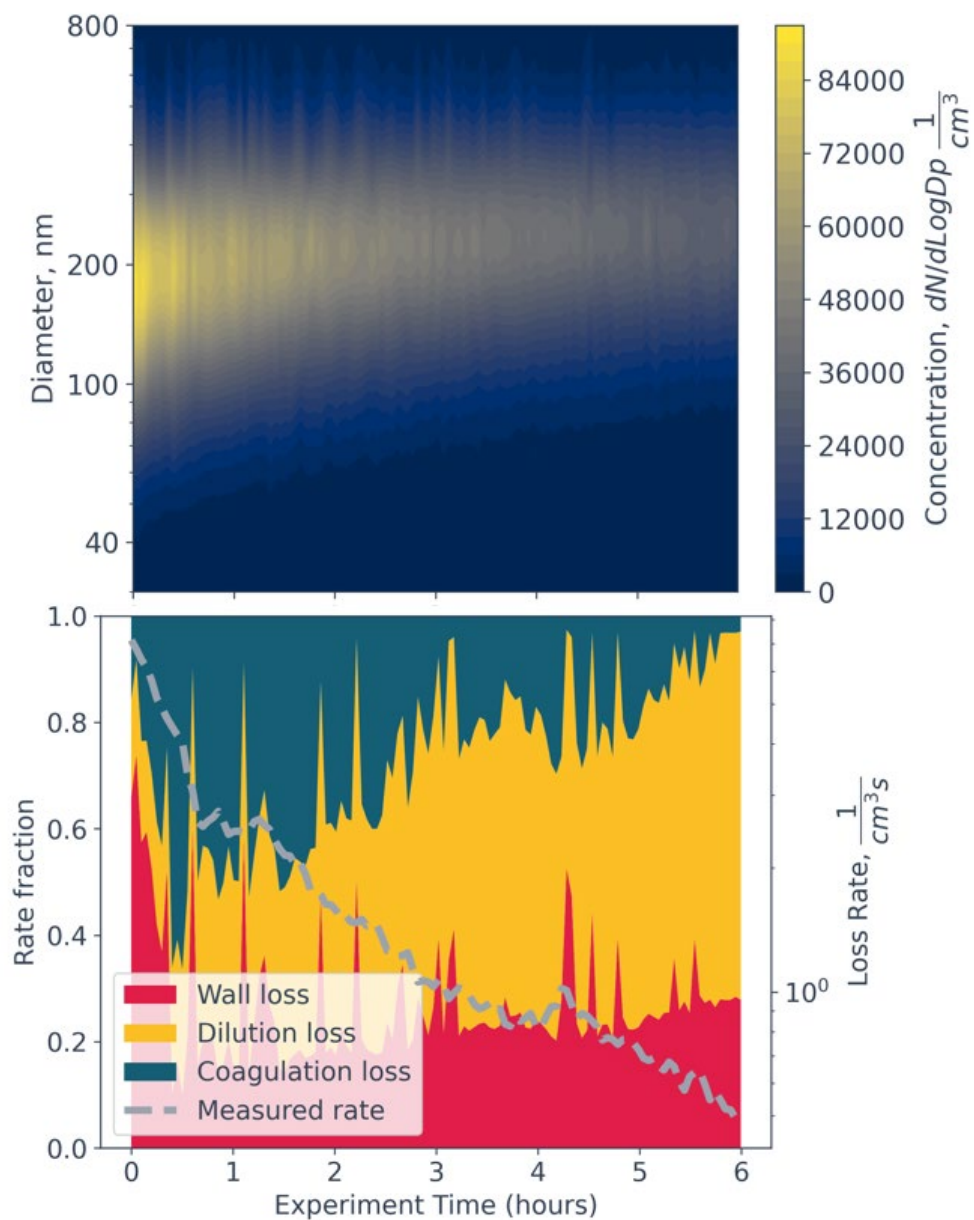 800
200
100
40
Diameter, nm
84000
72000
60000
48000
36000
24000
12000
0
Concentration, dN/dLogDp 1/cm³
1.0
0.8
0.6
0.4
0.2
0.0
Rate fraction
Wall loss
Dilution loss
Coagulation loss
Measured rate
10⁰
Loss Rate, 1/cm³s
0 1 2 3 4 5 6
Experiment Time (hours)